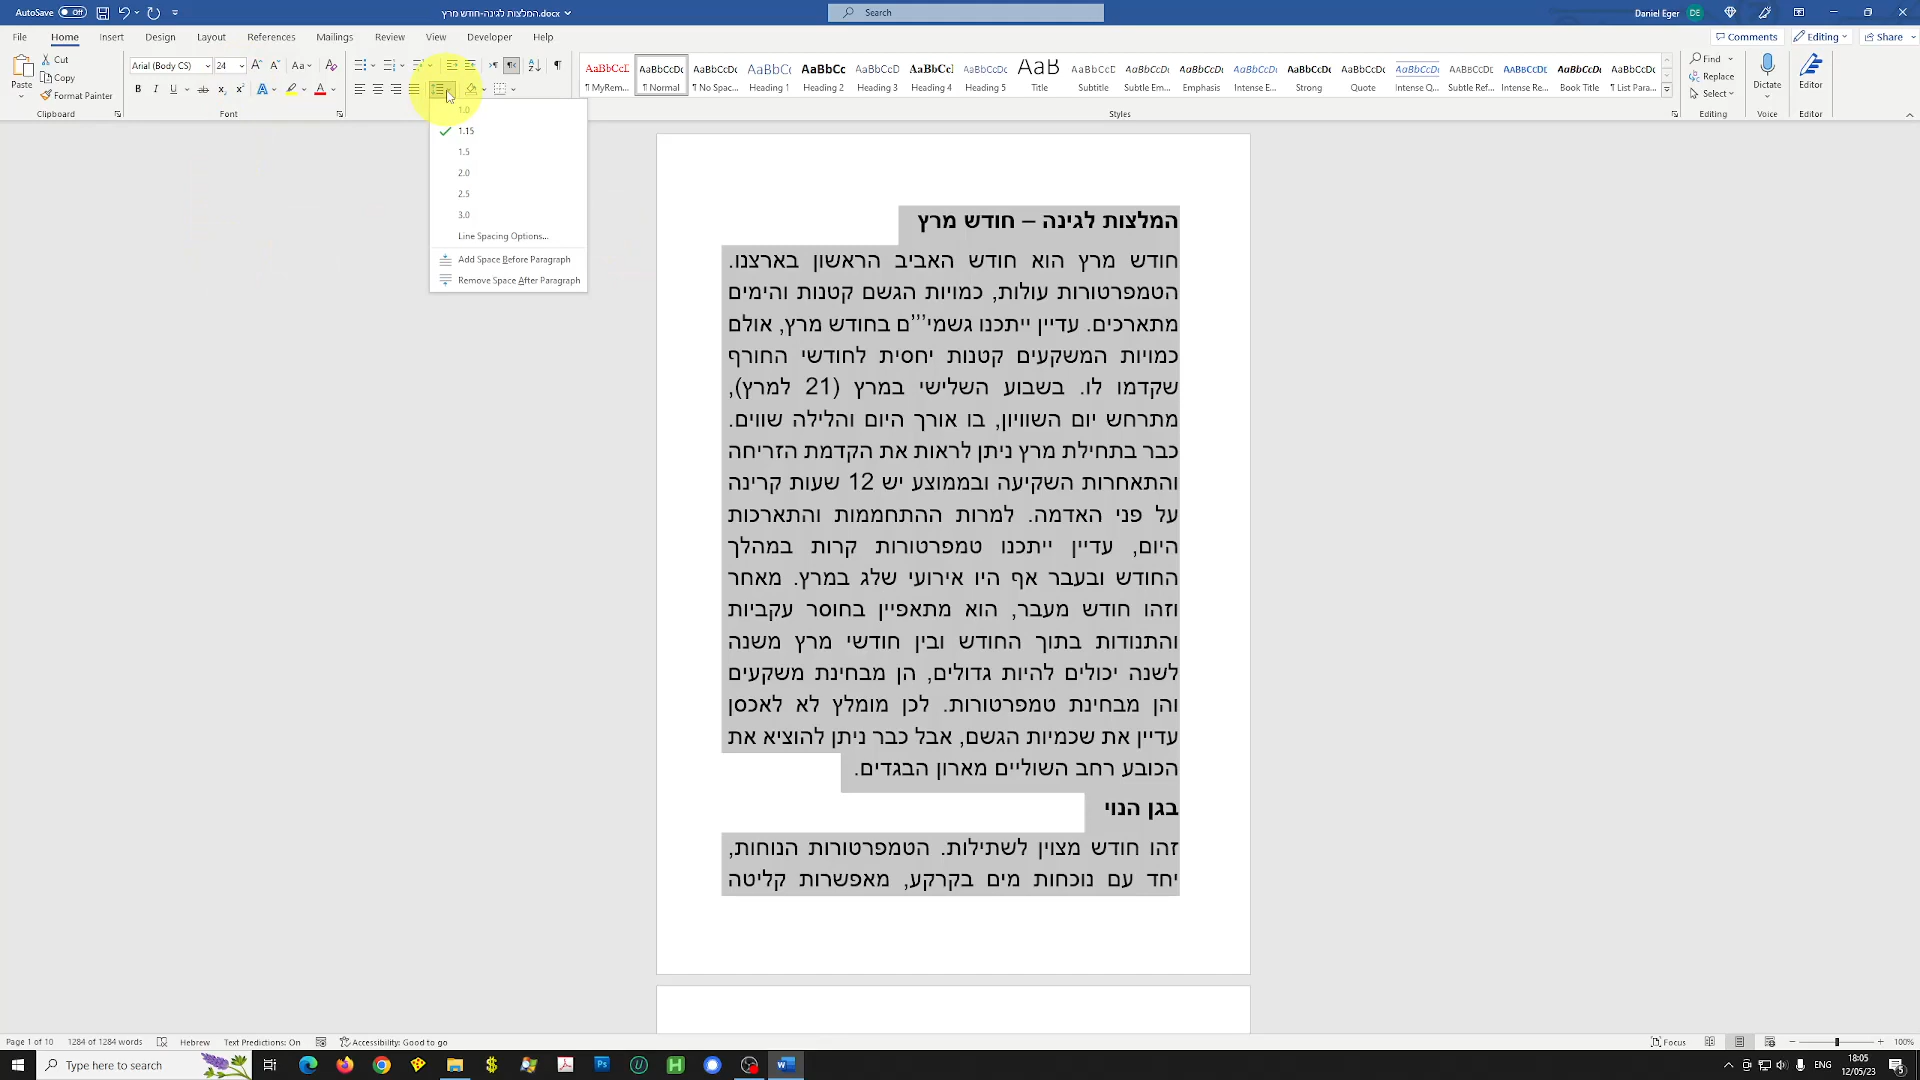 AutoSave Off
המלצות לגינה-חודש מרץ.docx
Search
Daniel Eger DE
File Home Insert Design Layout References Mailings Review View Developer Help
Comments Editing Share
Paste
Cut
Copy
Format Painter
Clipboard
Arial (Body CS) 24
Font
AaBbCcI AaBbCcDc AaBbCcDc AaBbC( AaBbCc AaBbCcD AaBbCcI AaBbCcDc AaB AaBbCcD AaBbCcDt AaBbCcDt AaBbCcDt AaBbCcDc AaBbCcDt AaBbCcDt AaBbCcDc AaBbCcDt AaBbCcDt AaBbCcDc
¶ MyRem... ¶ Normal ¶ No Spac... Heading 1 Heading 2 Heading 3 Heading 4 Heading 5 Title Subtitle Subtle Em... Emphasis Intense E... Strong Quote Intense Q... Subtle Ref... Intense Re... Book Title ¶ List Para...
Styles
Find
Replace
Select
Editing
Dictate
Voice
Editor
Editor
1.0
1.15
1.5
2.0
2.5
3.0
Line Spacing Options...
Add Space Before Paragraph
Remove Space After Paragraph
המלצות לגינה – חודש מרץ
חודש מרץ הוא חודש האביב הראשון בארצנו.
הטמפרטורות עולות, כמויות הגשם קטנות והימים
מתארכים. עדיין ייתכנו גשמי'''ם בחודש מרץ, אולם
כמויות המשקעים קטנות יחסית לחודשי החורף
שקדמו לו. בשבוע השלישי במרץ (21 למרץ),
מתרחש יום השוויון, בו אורך היום והלילה שווים.
כבר בתחילת מרץ ניתן לראות את הקדמת הזריחה
והתאחרות השקיעה ובממוצע יש 12 שעות קרינה
על פני האדמה. למרות ההתחממות והתארכות
היום, עדיין ייתכנו טמפרטורות קרות במהלך
החודש ובעבר אף היו אירועי שלג במרץ. מאחר
וזהו חודש מעבר, הוא מתאפיין בחוסר עקביות
והתנודות בתוך החודש ובין חודשי מרץ משנה
לשנה יכולים להיות גדולים, הן מבחינת משקעים
והן מבחינת טמפרטורות. לכן מומלץ לא לאכסן
עדיין את שכמיות הגשם, אבל כבר ניתן להוציא את
הכובע רחב השוליים מארון הבגדים.
בגן הנוי
זהו חודש מצוין לשתילות. הטמפרטורות הנוחות,
יחד עם נוכחות מים בקרקע, מאפשרות קליטה
Page 1 of 10 1284 of 1284 words Hebrew Text Predictions: On Accessibility: Good to go
Focus 100%
Type here to search
ENG
18:05
12/05/23